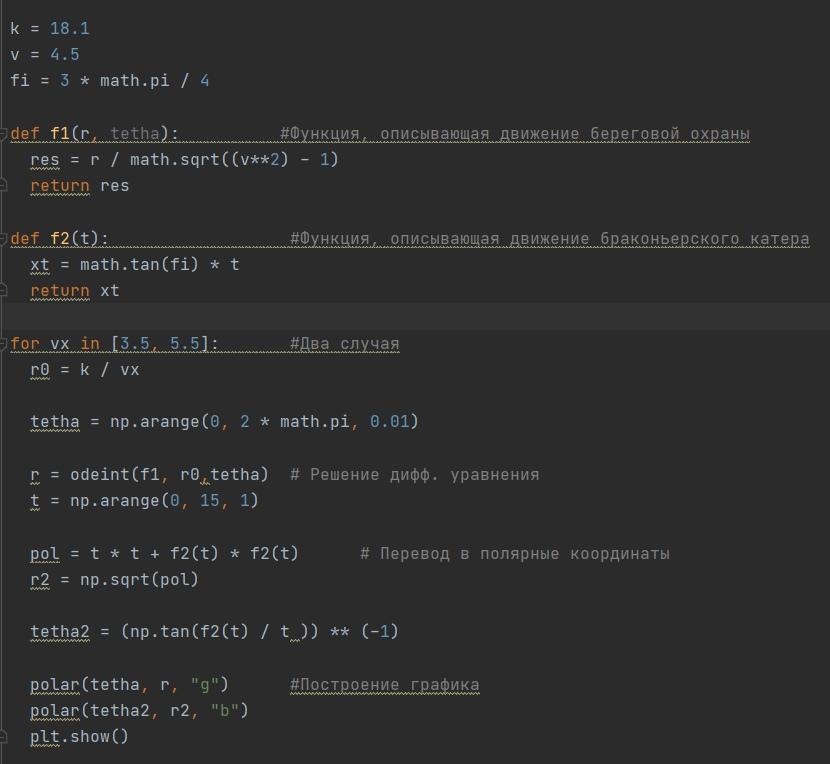 k = 18.1
v = 4.5
fi = 3 * math.pi / 4
def f1(r, tetha):          #Функция, описывающая движение береговой охраны
  res = r / math.sqrt((v**2) - 1)
  return res
def f2(t):                  #Функция, описывающая движение браконьерского катера
  xt = math.tan(fi) * t
  return xt
for vx in [3.5, 5.5]:       #Два случая
  r0 = k / vx
  tetha = np.arange(0, 2 * math.pi, 0.01)
  r = odeint(f1, r0,tetha)  # Решение дифф. уравнения
  t = np.arange(0, 15, 1)
  pol = t * t + f2(t) * f2(t)      # Перевод в полярные координаты
  r2 = np.sqrt(pol)
  tetha2 = (np.tan(f2(t) / t )) ** (-1)
  polar(tetha, r, "g")      #Построение графика
  polar(tetha2, r2, "b")
  plt.show()